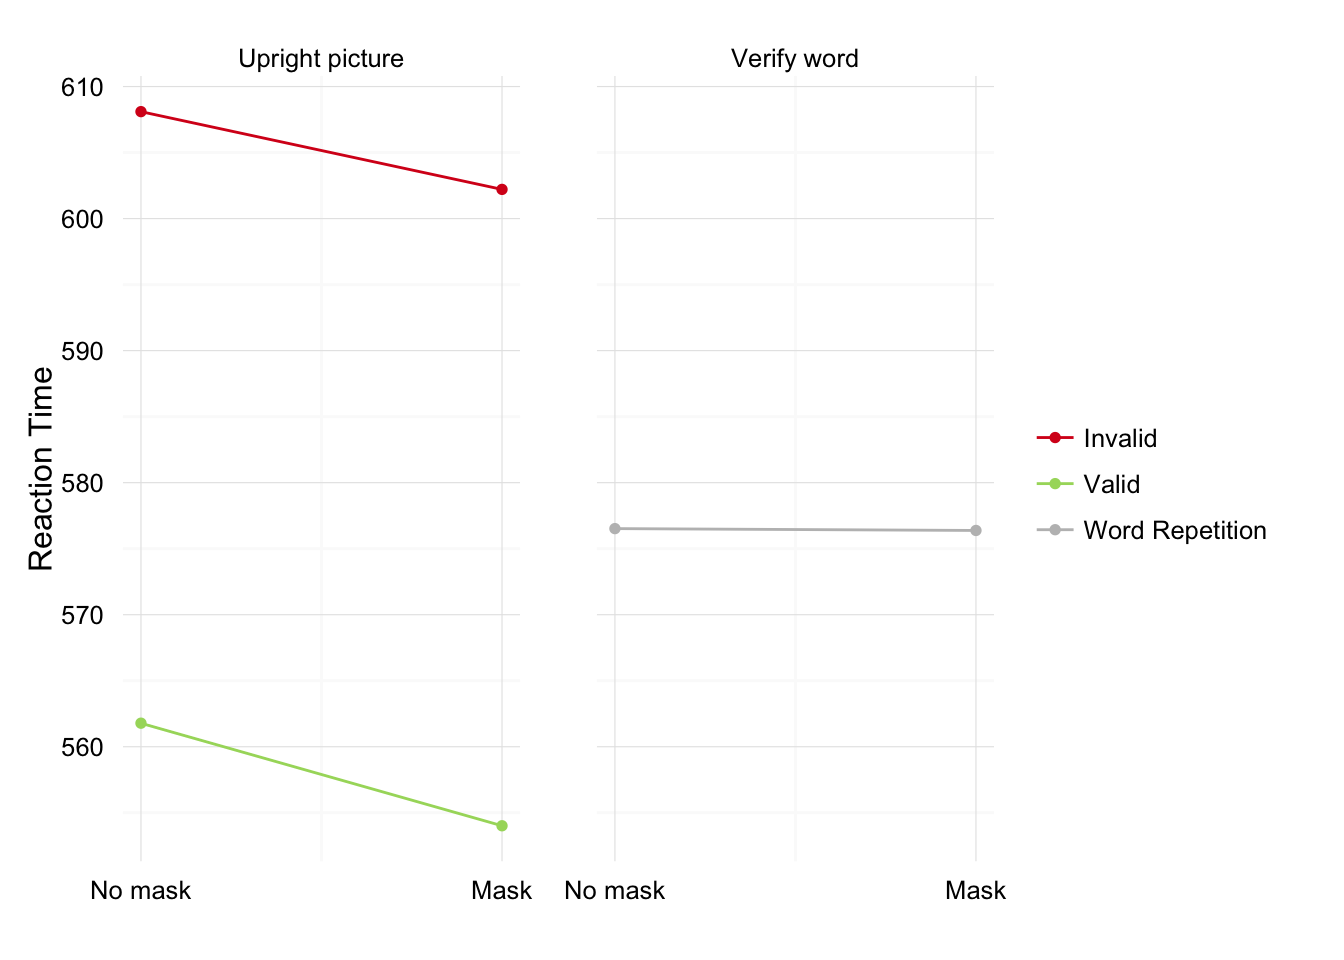 Upright picture
Verify word
610
600
590
580
570
560
Reaction Time
No mask
Mask
No mask
Mask
Invalid
Valid
Word Repetition